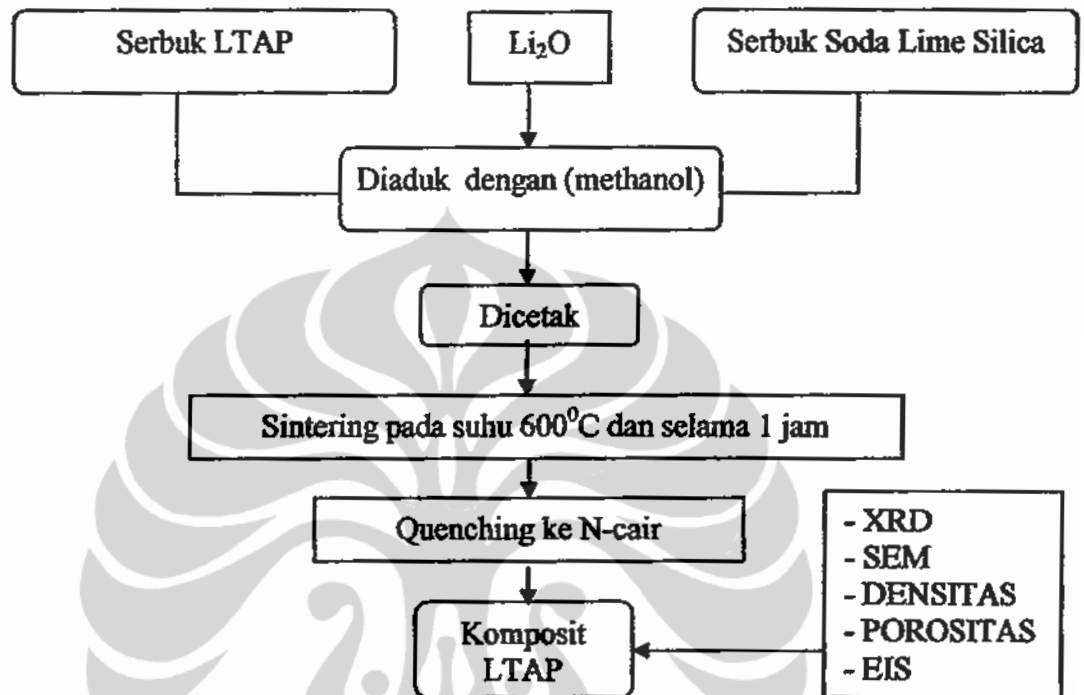 Serbuk LTAP
Li₂O
Serbuk Soda Lime Silica
Diaduk dengan (methanol)
Dicetak
Sintering pada suhu 600⁰C dan selama 1 jam
Quenching ke N-cair
Komposit
LTAP
- XRD
- SEM
- DENSITAS
- POROSITAS
- EIS